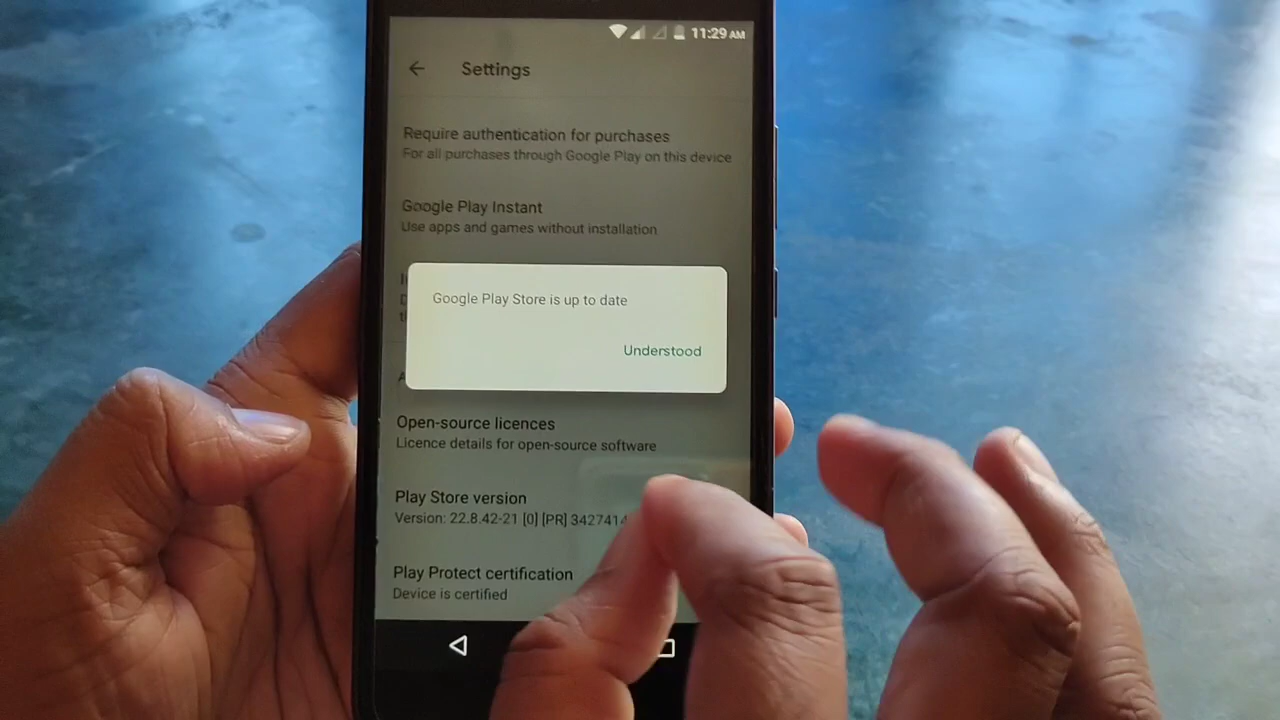 11:29 AM
Settings
Require authentication for purchases
For all purchases through Google Play on this device
Google Play Instant
Use apps and games without installation
Google Play Store is up to date
Understood
Open-source licences
Licence details for open-source software
Play Store version
Version: 22.8.42-21 [0] [PR] 3427414
Play Protect certification
Device is certified